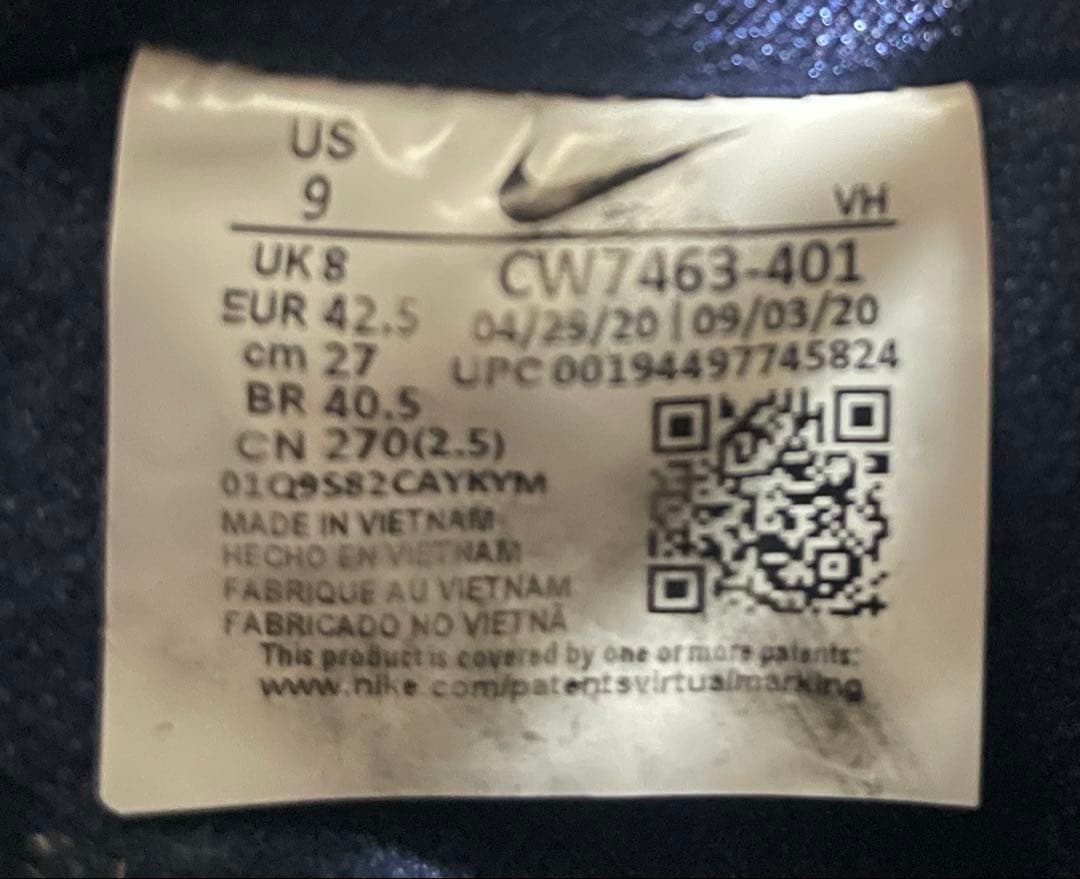 US
9
VH
UK 8
CW7463-401
EUR 42.5
04/29/20 | 09/03/20
cm 27
UPC 00194497745824
BR 40.5
CN 270(2.5)
01Q9S82CAYKYM
MADE IN VIETNAM
HECHO EN VIETNAM
FABRIQUE AU VIETNAM
FABRICADO NO VIETNÃ
This product is covered by one or more patents:
www.nike.com/patentsvirtualmarking